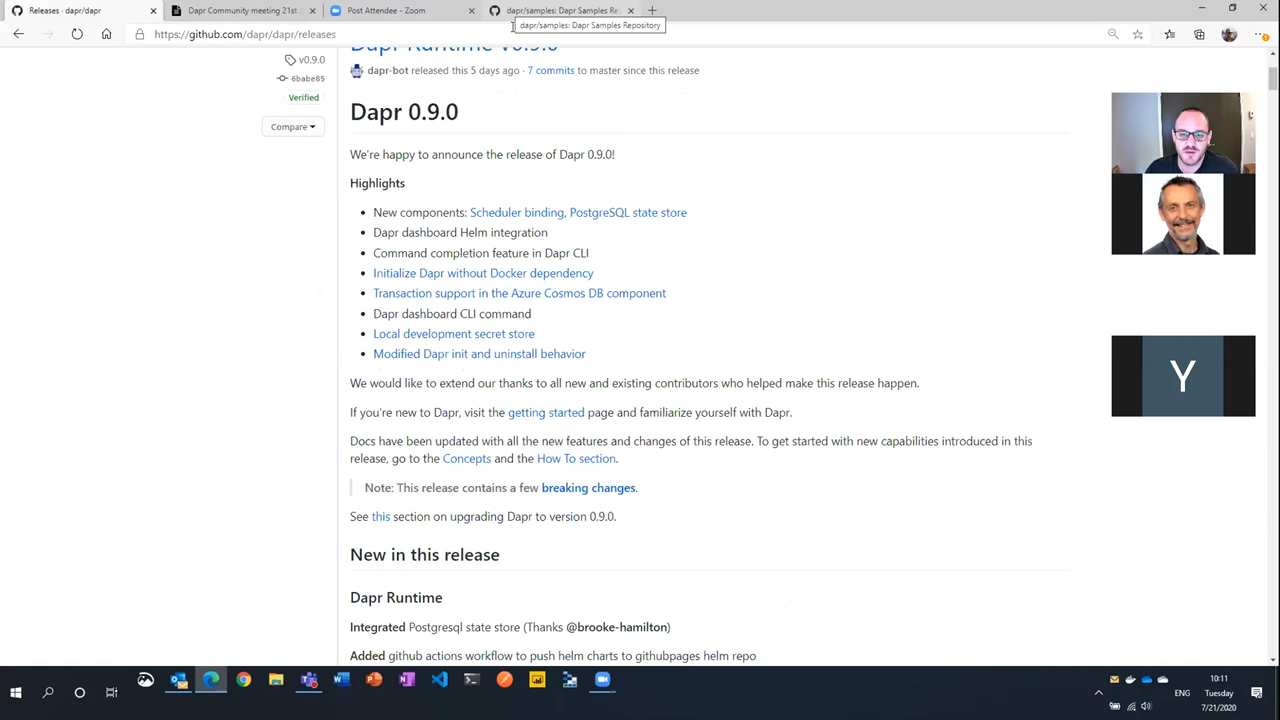 Releases · dapr/dapr
Dapr Community meeting 21st
Post Attendee - Zoom
dapr/samples: Dapr Samples Re
dapr/samples: Dapr Samples Repository
https://github.com/dapr/dapr/releases
Dapr Runtime v0.9.0
v0.9.0
6babe85
Verified
Compare
dapr-bot released this 5 days ago · 7 commits to master since this release
Dapr 0.9.0
We're happy to announce the release of Dapr 0.9.0!
Highlights
• New components: Scheduler binding, PostgreSQL state store
• Dapr dashboard Helm integration
• Command completion feature in Dapr CLI
• Initialize Dapr without Docker dependency
• Transaction support in the Azure Cosmos DB component
• Dapr dashboard CLI command
• Local development secret store
• Modified Dapr init and uninstall behavior
We would like to extend our thanks to all new and existing contributors who helped make this release happen.
If you're new to Dapr, visit the getting started page and familiarize yourself with Dapr.
Docs have been updated with all the new features and changes of this release. To get started with new capabilities introduced in this
release, go to the Concepts and the How To section.
Note: This release contains a few breaking changes.
See this section on upgrading Dapr to version 0.9.0.
New in this release
Dapr Runtime
Integrated Postgresql state store (Thanks @brooke-hamilton)
Added github actions workflow to push helm charts to githubpages helm repo
Y
ENG
10:11
Tuesday
7/21/2020